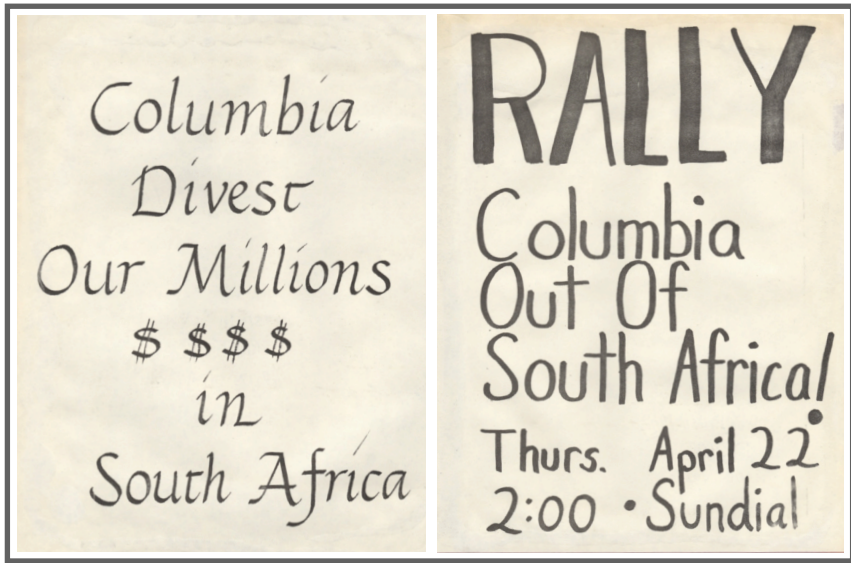 Columbia
Divest
Our Millions
$ $ $ $
in
South Africa
RALLY
Columbia
Out Of
South Africa!
Thurs. April 22
2:00 • Sundial